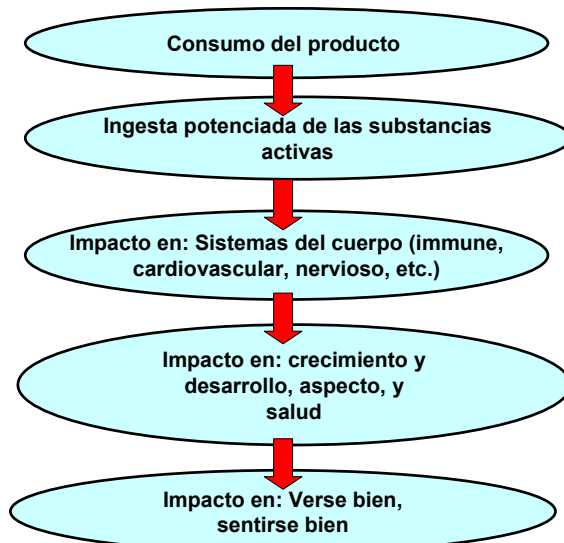 Consumo del producto
Ingesta potenciada de las substancias
activas
Impacto en: Sistemas del cuerpo (immune,
cardiovascular, nervioso, etc.)
Impacto en: crecimiento y
desarrollo, aspecto, y
salud
Impacto en: Verse bien,
sentirse bien